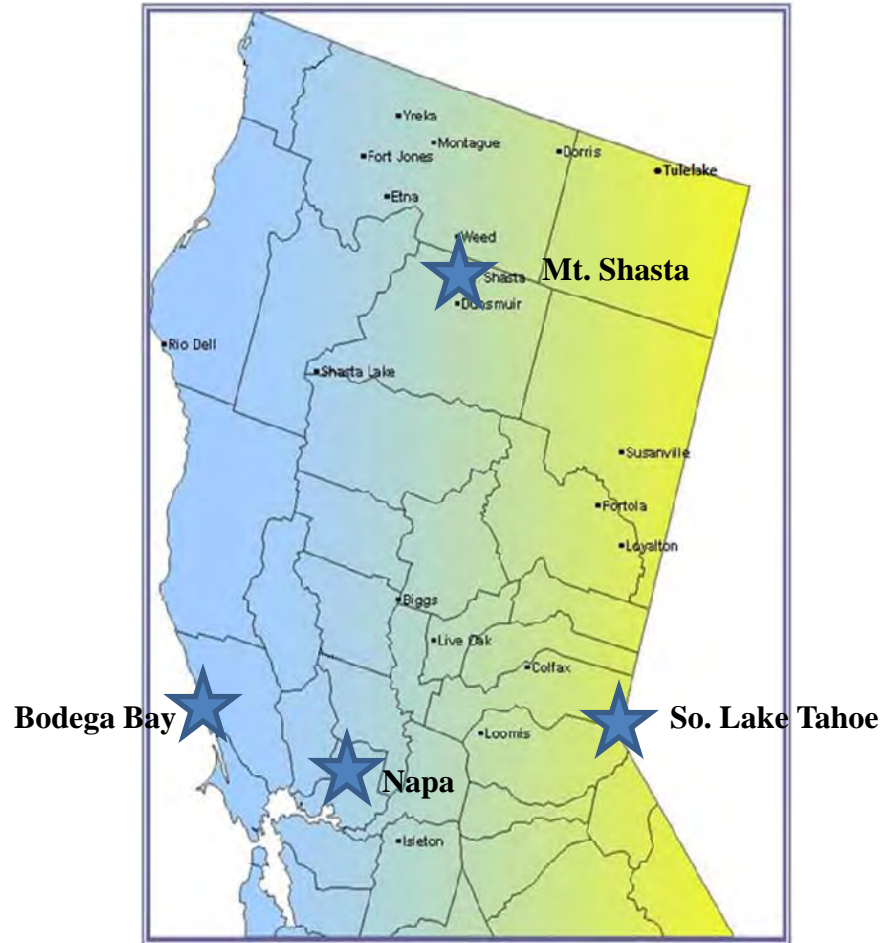 Yreka
Montague
Fort Jones
Dorris
Tulelake
Etna
Weed
Mt. Shasta
Shasta
Dunsmuir
Rio Dell
Shasta Lake
Susanville
Portola
Loyalton
Biggs
Live Oak
Colfax
Bodega Bay
So. Lake Tahoe
Loomis
Napa
Isleton